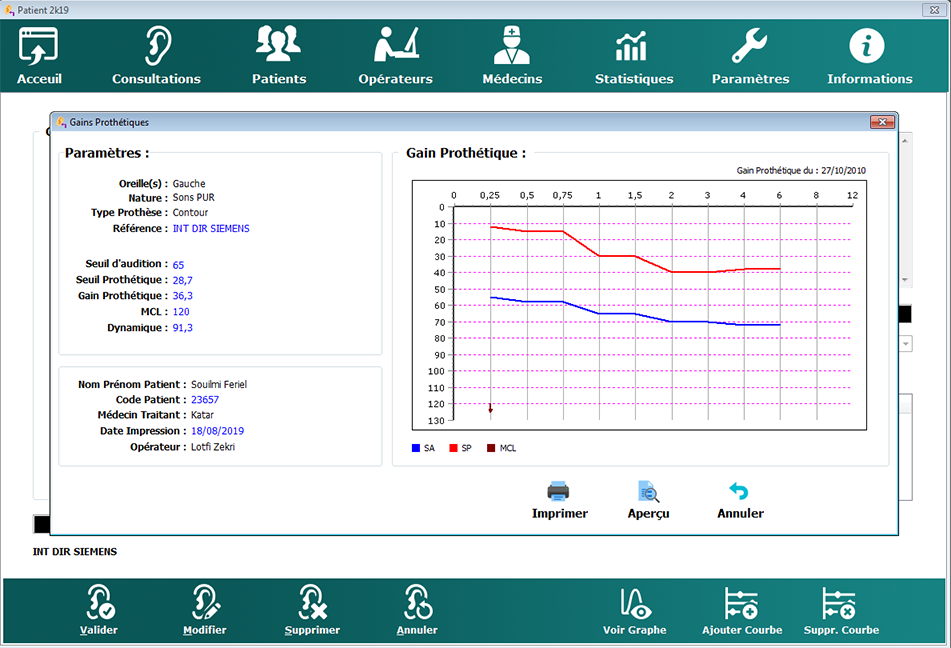 Patient 2k19
Acceuil
Consultations
Patients
Opérateurs
Médecins
Statistiques
Paramètres
Informations
Gains Prothétiques
Paramètres :
Oreille(s) : Gauche
Nature : Sons PUR
Type Prothèse : Contour
Référence : INT DIR SIEMENS
Seuil d'audition : 65
Seuil Prothétique : 28,7
Gain Prothétique : 36,3
MCL : 120
Dynamique : 91,3
Nom Prénom Patient : Souilmi Feriel
Code Patient : 23657
Médecin Traitant : Katar
Date Impression : 18/08/2019
Opérateur : Lotfi Zekri
Gain Prothétique :
Gain Prothétique du : 27/10/2010
0 0,25 0,5 0,75 1 1,5 2 3 4 6 8 12
0
10
20
30
40
50
60
70
80
90
100
110
120
130
SA SP MCL
Imprimer
Aperçu
Annuler
INT DIR SIEMENS
Valider
Modifier
Supprimer
Annuler
Voir Graphe
Ajouter Courbe
Suppr. Courbe